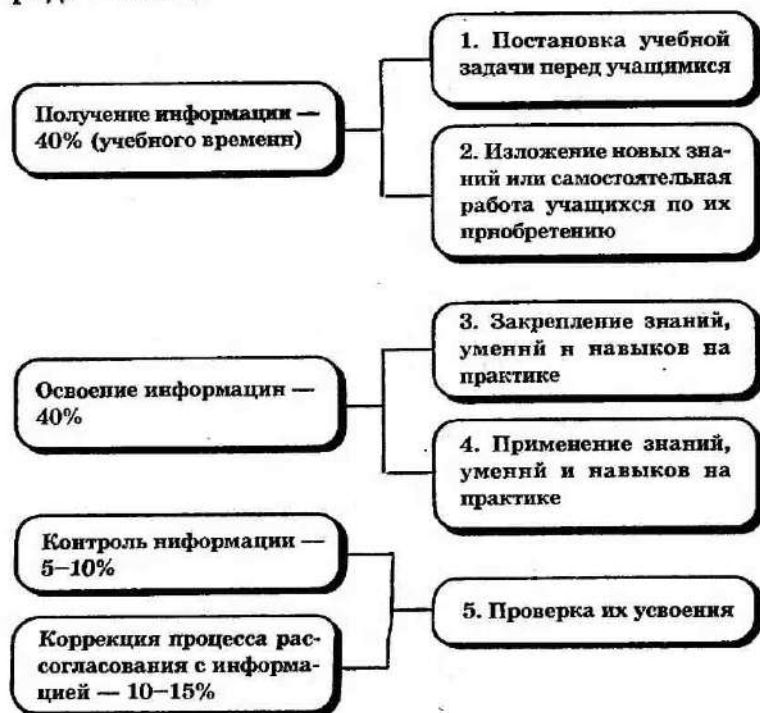 Получение информации —
40% (учебного времени)
1. Постановка учебной
задачи перед учащимися
2. Изложение новых зна-
ний или самостоятельная
работа учащихся по их
приобретению
Освоение информации —
40%
3. Закрепление знаний,
умений и навыков на
практике
4. Применение знаний,
умений и навыков на
практике
Контроль информации —
5–10%
Коррекция процесса рас-
согласования с информа-
цией — 10–15%
5. Проверка их усвоения